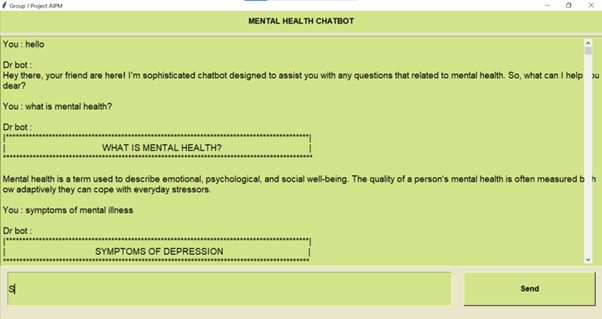 Group J Project AIPM
MENTAL HEALTH CHATBOT
You : hello
Dr bot :
Hey there, your friend are here! I'm sophisticated chatbot designed to assist you with any questions that related to mental health. So, what can I help ou
dear?
You : what is mental health?
Dr bot :
|*******************************************************************************************|
| WHAT IS MENTAL HEALTH? |
*********************************************************************************************
Mental health is a term used to describe emotional, psychological, and social well-being. The quality of a person's mental health is often measured b h
ow adaptively they can cope with everyday stressors.
You : symptoms of mental illness
Dr bot :
|*******************************************************************************************|
| SYMPTOMS OF DEPRESSION |
********************************************************************************************
S
Send